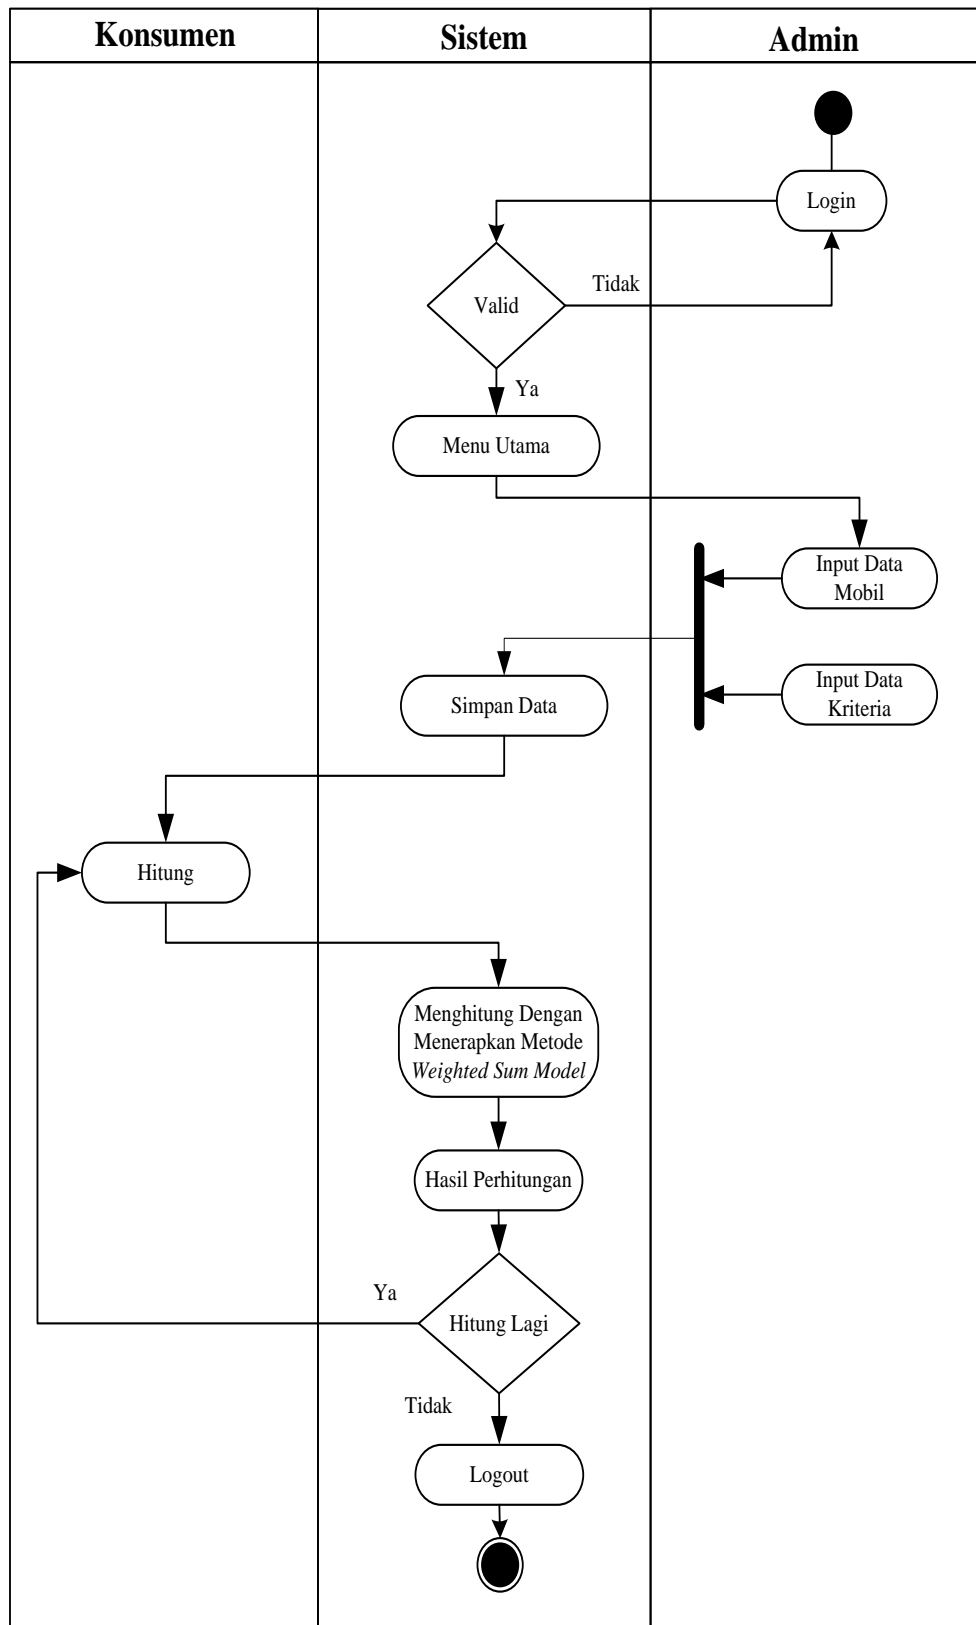 Konsumen
Sistem
Admin
Login
Valid
Tidak
Ya
Menu Utama
Input Data
Mobil
Input Data
Kriteria
Simpan Data
Hitung
Menghitung Dengan
Menerapkan Metode
Weighted Sum Model
Hasil Perhitungan
Ya
Hitung Lagi
Tidak
Logout